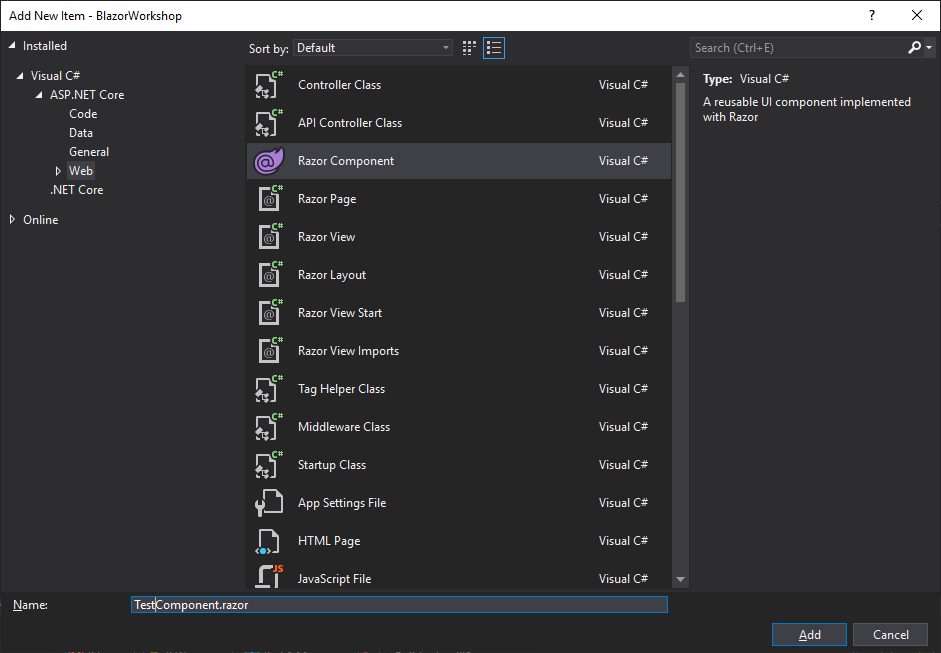 Add New Item - BlazorWorkshop
?
Installed
Visual C#
ASP.NET Core
Code
Data
General
Web
.NET Core
Online
Sort by: Default
Controller Class Visual C#
API Controller Class Visual C#
Razor Component Visual C#
Razor Page Visual C#
Razor View Visual C#
Razor Layout Visual C#
Razor View Start Visual C#
Razor View Imports Visual C#
Tag Helper Class Visual C#
Middleware Class Visual C#
Startup Class Visual C#
App Settings File Visual C#
HTML Page Visual C#
JavaScript File Visual C#
Search (Ctrl+E)
Type: Visual C#
A reusable UI component implemented
with Razor
Name: TestComponent.razor
Add Cancel